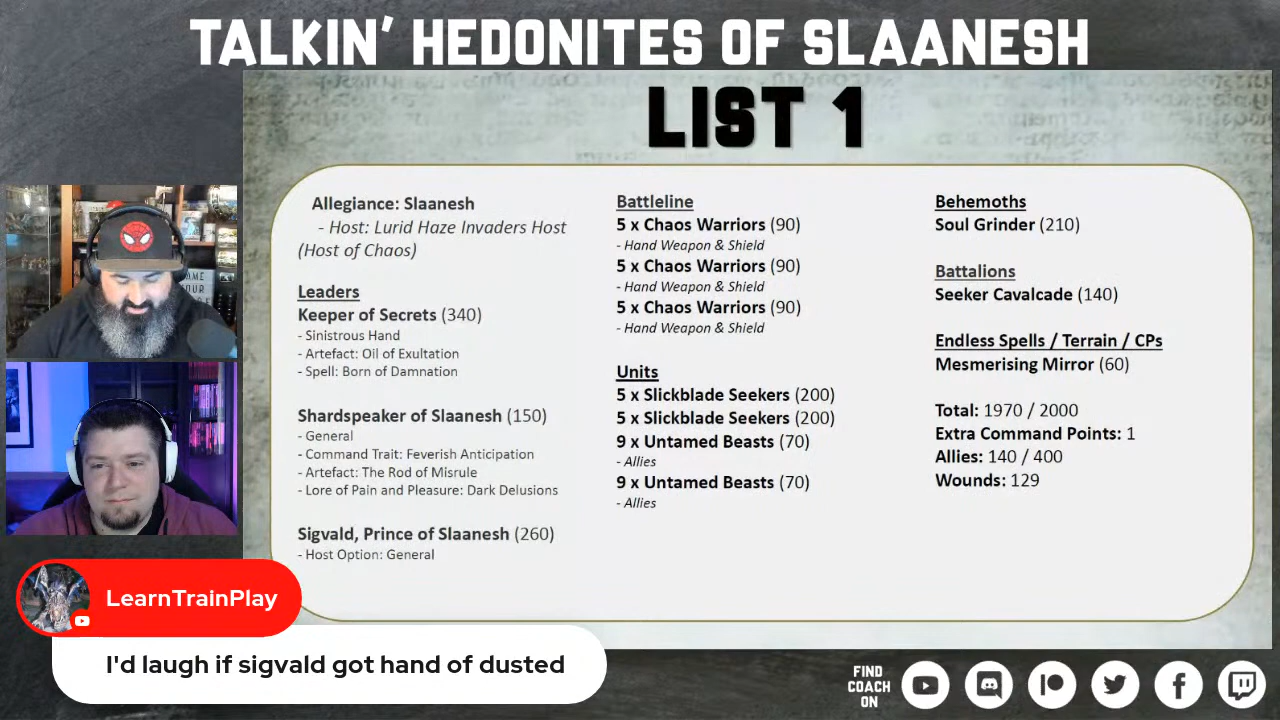 TALKIN' HEDONITES OF SLAANESH
LIST 1
Allegiance: Slaanesh
- Host: Lurid Haze Invaders Host
(Host of Chaos)
Leaders
Keeper of Secrets (340)
- Sinistrous Hand
- Artefact: Oil of Exultation
- Spell: Born of Damnation
Shardspeaker of Slaanesh (150)
- General
- Command Trait: Feverish Anticipation
- Artefact: The Rod of Misrule
- Lore of Pain and Pleasure: Dark Delusions
Sigvald, Prince of Slaanesh (260)
- Host Option: General
Battleline
5 x Chaos Warriors (90)
- Hand Weapon & Shield
5 x Chaos Warriors (90)
- Hand Weapon & Shield
5 x Chaos Warriors (90)
- Hand Weapon & Shield
Units
5 x Slickblade Seekers (200)
5 x Slickblade Seekers (200)
9 x Untamed Beasts (70)
- Allies
9 x Untamed Beasts (70)
- Allies
Behemoths
Soul Grinder (210)
Battalions
Seeker Cavalcade (140)
Endless Spells / Terrain / CPs
Mesmerising Mirror (60)
Total: 1970 / 2000
Extra Command Points: 1
Allies: 140 / 400
Wounds: 129
LearnTrainPlay
I'd laugh if sigvald got hand of dusted
FIND
COACH
ON